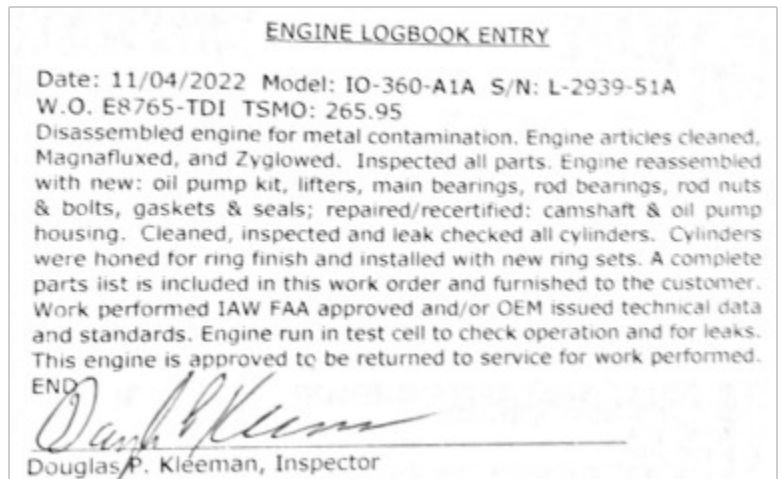 ENGINE LOGBOOK ENTRY
Date: 11/04/2022 Model: IO-360-A1A S/N: L-2939-51A
W.O. E8765-TDI TSMO: 265.95
Disassembled engine for metal contamination. Engine articles cleaned,
Magnafluxed, and Zyglowed. Inspected all parts. Engine reassembled
with new: oil pump kit, lifters, main bearings, rod bearings, rod nuts
& bolts, gaskets & seals; repaired/recertified: camshaft & oil pump
housing. Cleaned, inspected and leak checked all cylinders. Cylinders
were honed for ring finish and installed with new ring sets. A complete
parts list is included in this work order and furnished to the customer.
Work performed IAW FAA approved and/or OEM issued technical data
and standards. Engine run in test cell to check operation and for leaks.
This engine is approved to be returned to service for work performed.
END
Douglas P. Kleeman, Inspector